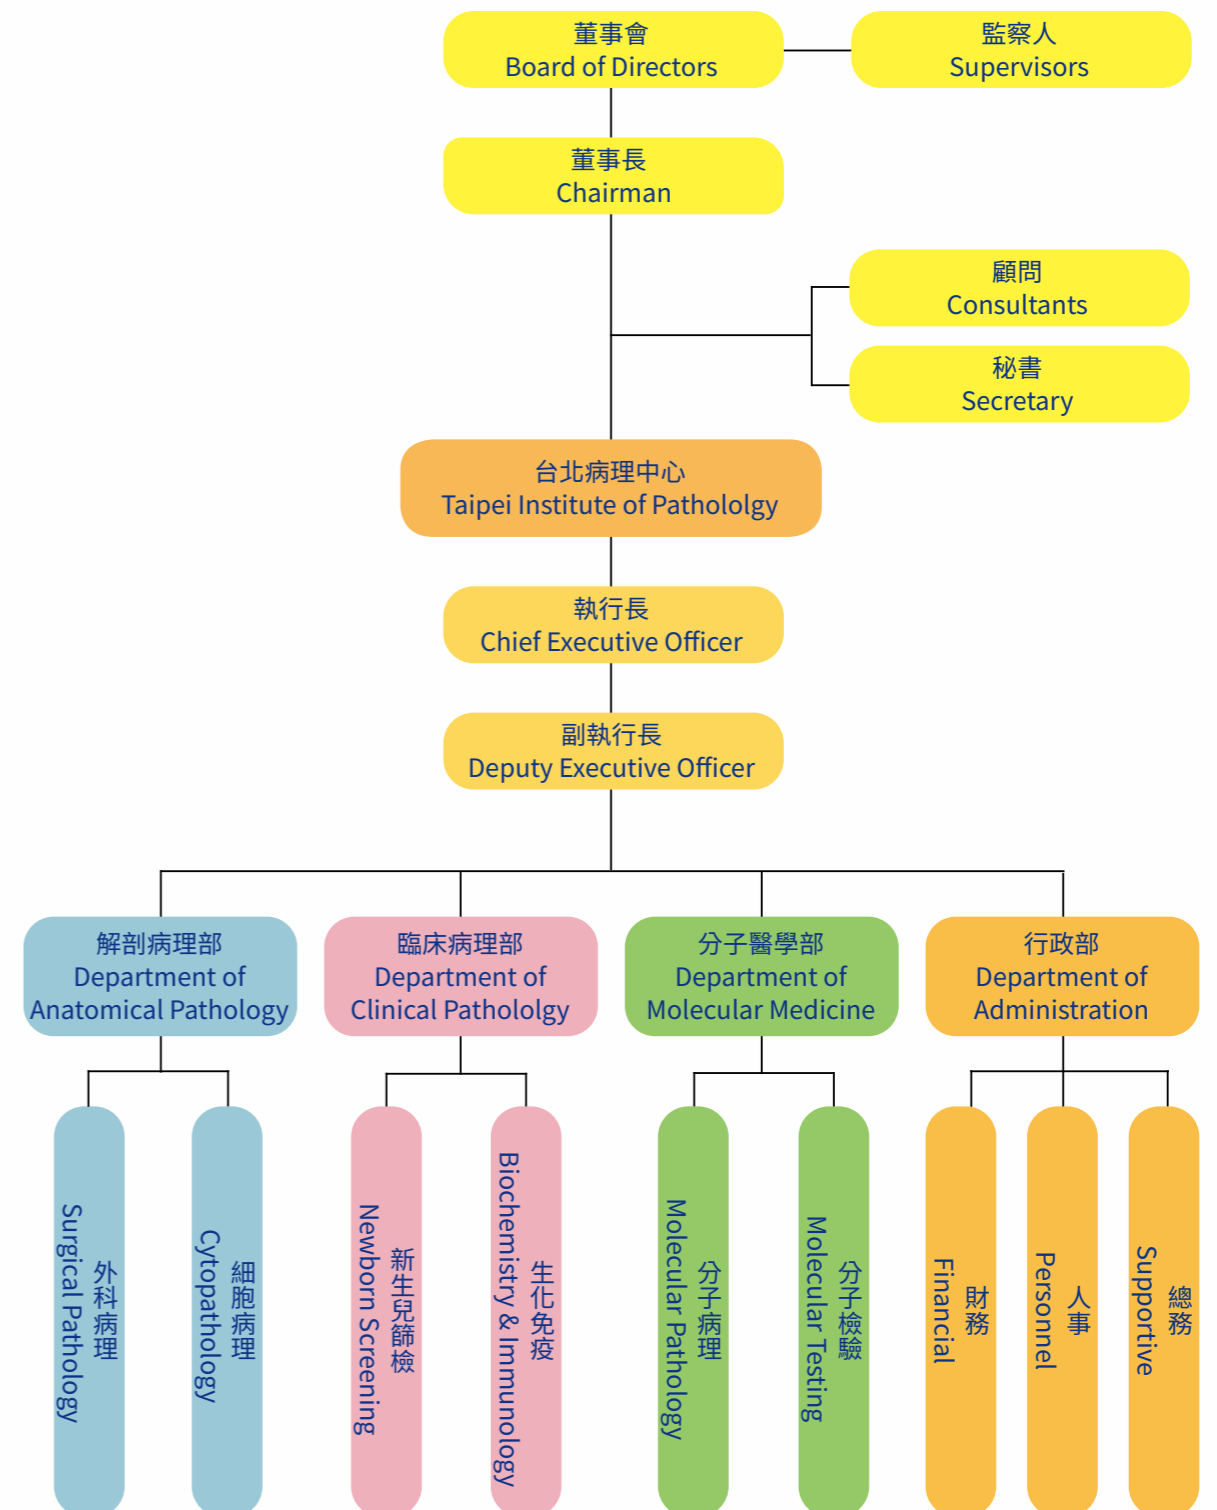 董事會
Board of Directors
監察人
Supervisors
董事長
Chairman
顧問
Consultants
秘書
Secretary
台北病理中心
Taipei Institute of Pathololgy
執行長
Chief Executive Officer
副執行長
Deputy Executive Officer
解剖病理部
Department of
Anatomical Pathology
臨床病理部
Department of
Clinical Pathololgy
分子醫學部
Department of
Molecular Medicine
行政部
Department of
Administration
外科病理
Surgical Pathology
細胞病理
Cytopathology
新生兒篩檢
Newborn Screening
生化免疫
Biochemistry & Immunology
分子病理
Molecular Pathology
分子檢驗
Molecular Testing
財務
Financial
人事
Personnel
總務
Supportive